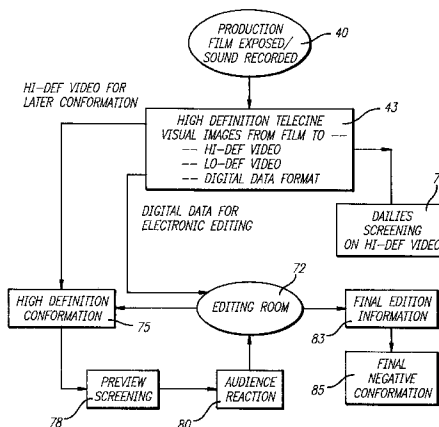 PRODUCTION
FILM EXPOSED/
SOUND RECORDED
40
HI-DEF VIDEO FOR
LATER CONFORMATION
43
HIGH DEFINITION TELECINE
VISUAL IMAGES FROM FILM TO --
-- HI-DEF VIDEO
-- LO-DEF VIDEO
-- DIGITAL DATA FORMAT
DIGITAL DATA FOR
ELECTRONIC EDITING
DAILIES
SCREENING
ON HI-DEF VIDEO
72
HIGH DEFINITION
CONFORMATION
75
EDITING ROOM
FINAL EDITION
INFORMATION
83
PREVIEW
SCREENING
78
AUDIENCE
REACTION
80
FINAL
NEGATIVE
CONFORMATION
85